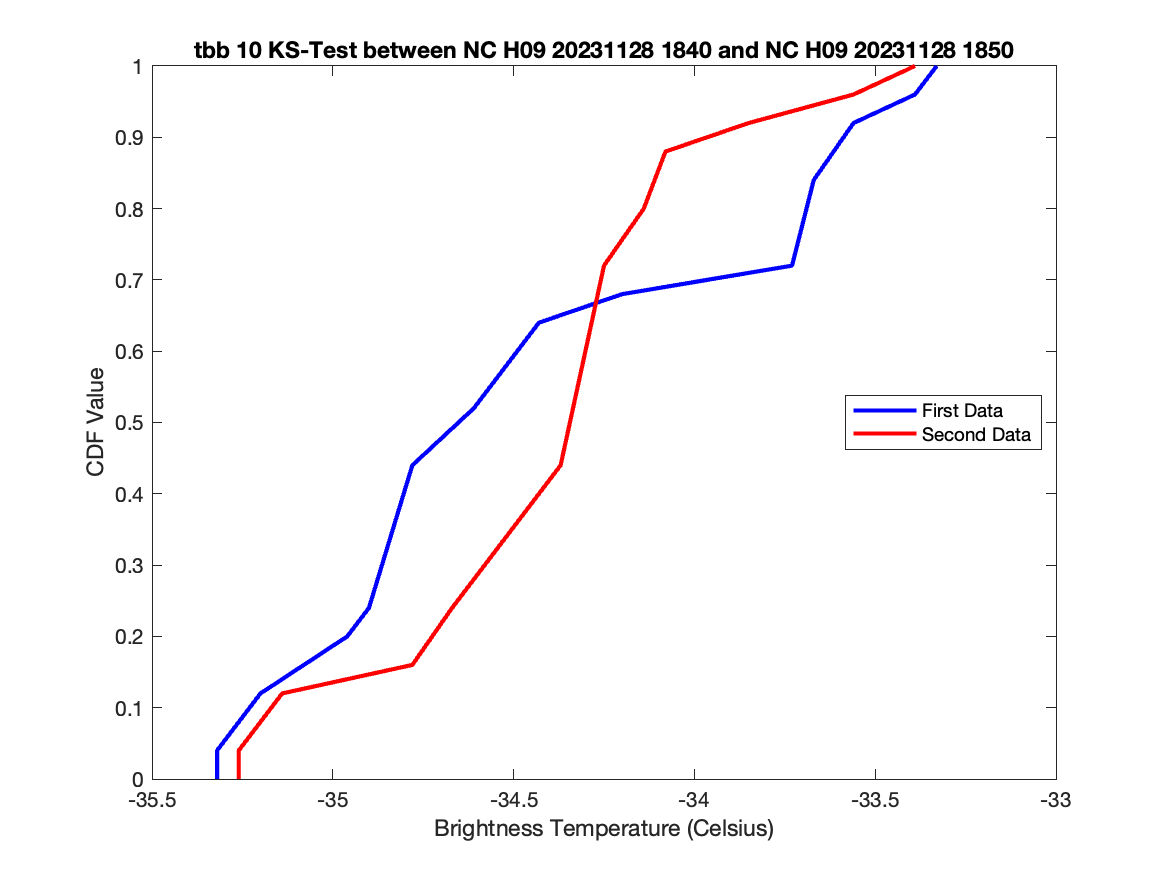 tbb 10 KS-Test between NC H09 20231128 1840 and NC H09 20231128 1850
1
0.9
0.8
0.7
0.6
0.5
0.4
0.3
0.2
0.1
0
CDF Value
First Data
Second Data
-35.5 -35 -34.5 -34 -33.5 -33
Brightness Temperature (Celsius)